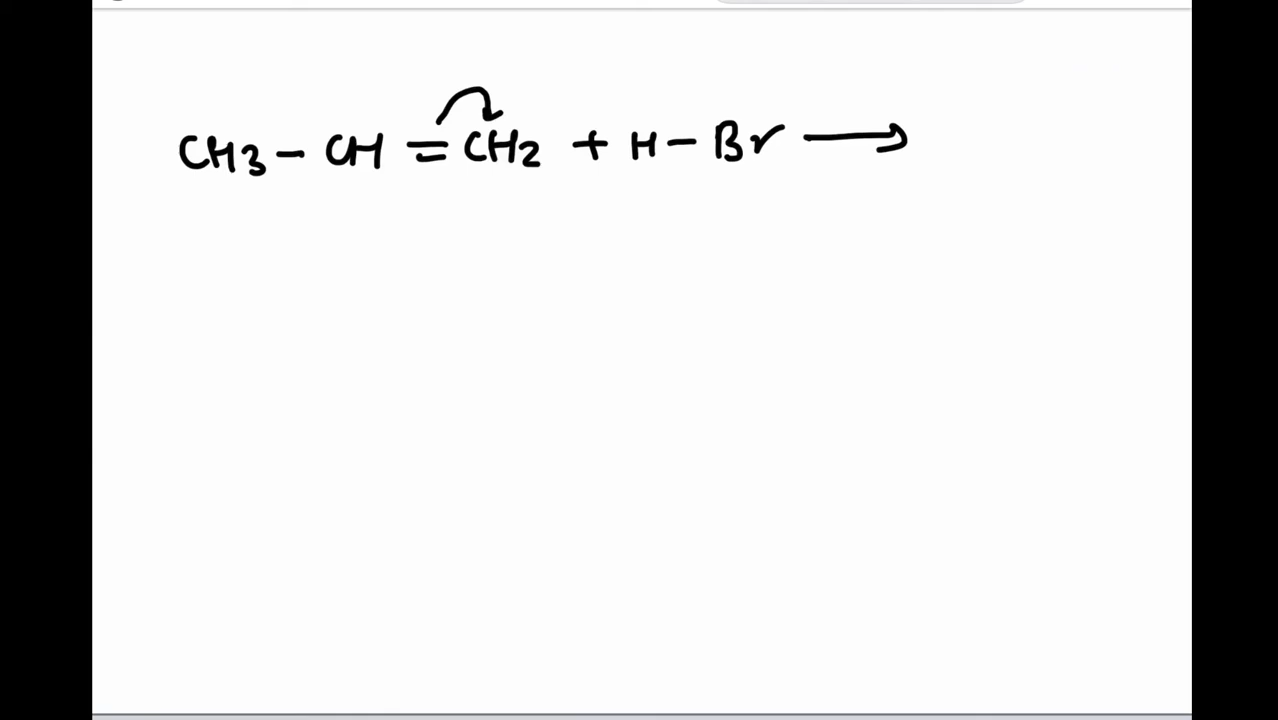 CH3 - CH = CH2 + H - Br ⟶